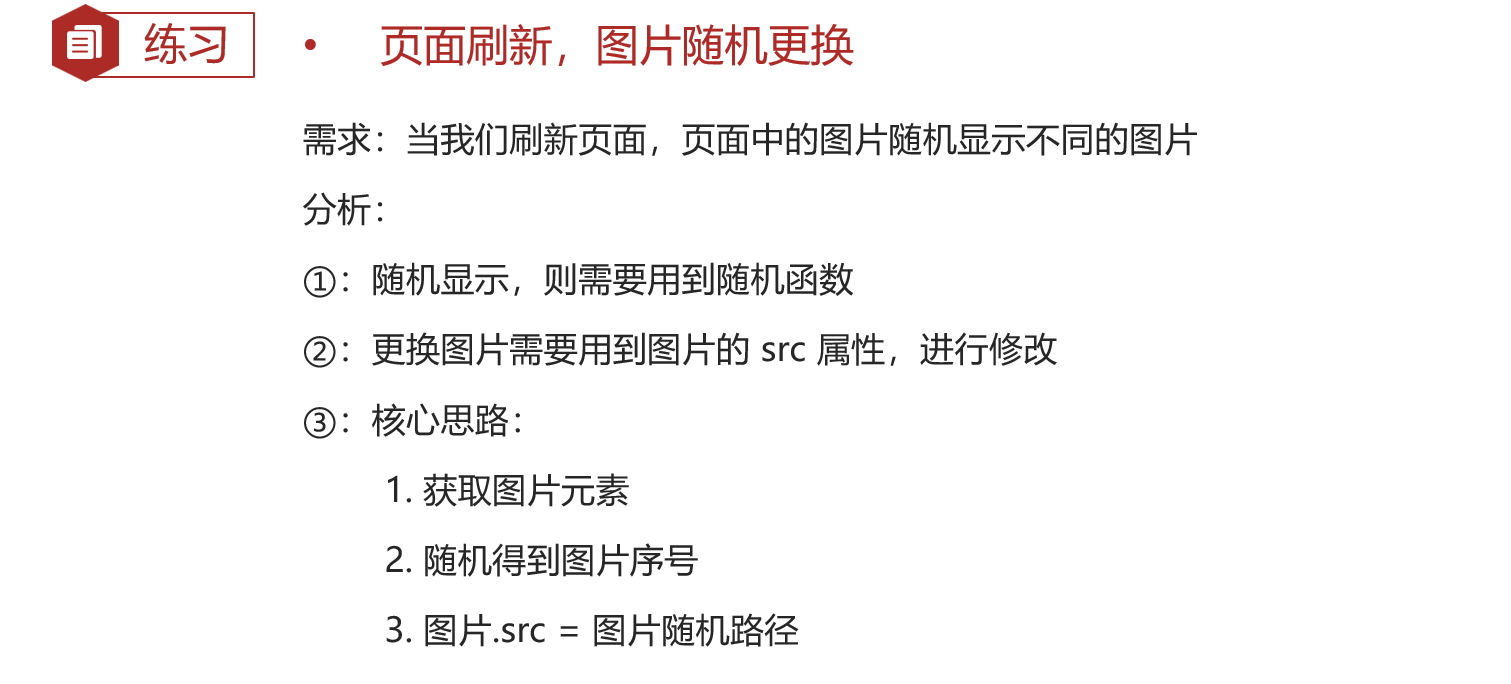 练习
• 页面刷新，图片随机更换
需求：当我们刷新页面，页面中的图片随机显示不同的图片
分析：
①：随机显示，则需要用到随机函数
②：更换图片需要用到图片的 src 属性，进行修改
③：核心思路：
1. 获取图片元素
2. 随机得到图片序号
3. 图片.src = 图片随机路径